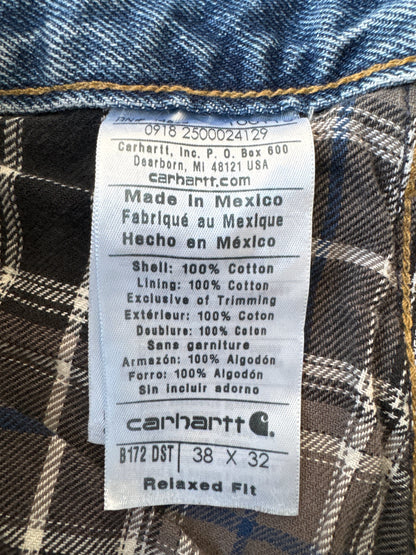 0918 2500024129
Carhartt, Inc. P. O. Box 600
Dearborn, MI 48121 USA
carhartt.com
Made in Mexico
Fabriqué au Mexique
Hecho en México
Shell: 100% Cotton
Lining: 100% Cotton
Exclusive of Trimming
Extérieur: 100% Coton
Doublure: 100% Coton
Sans garniture
Armazón: 100% Algodón
Forro: 100% Algodón
Sin incluir adorno
carhartt
B172 DST 38 X 32
Relaxed Fit